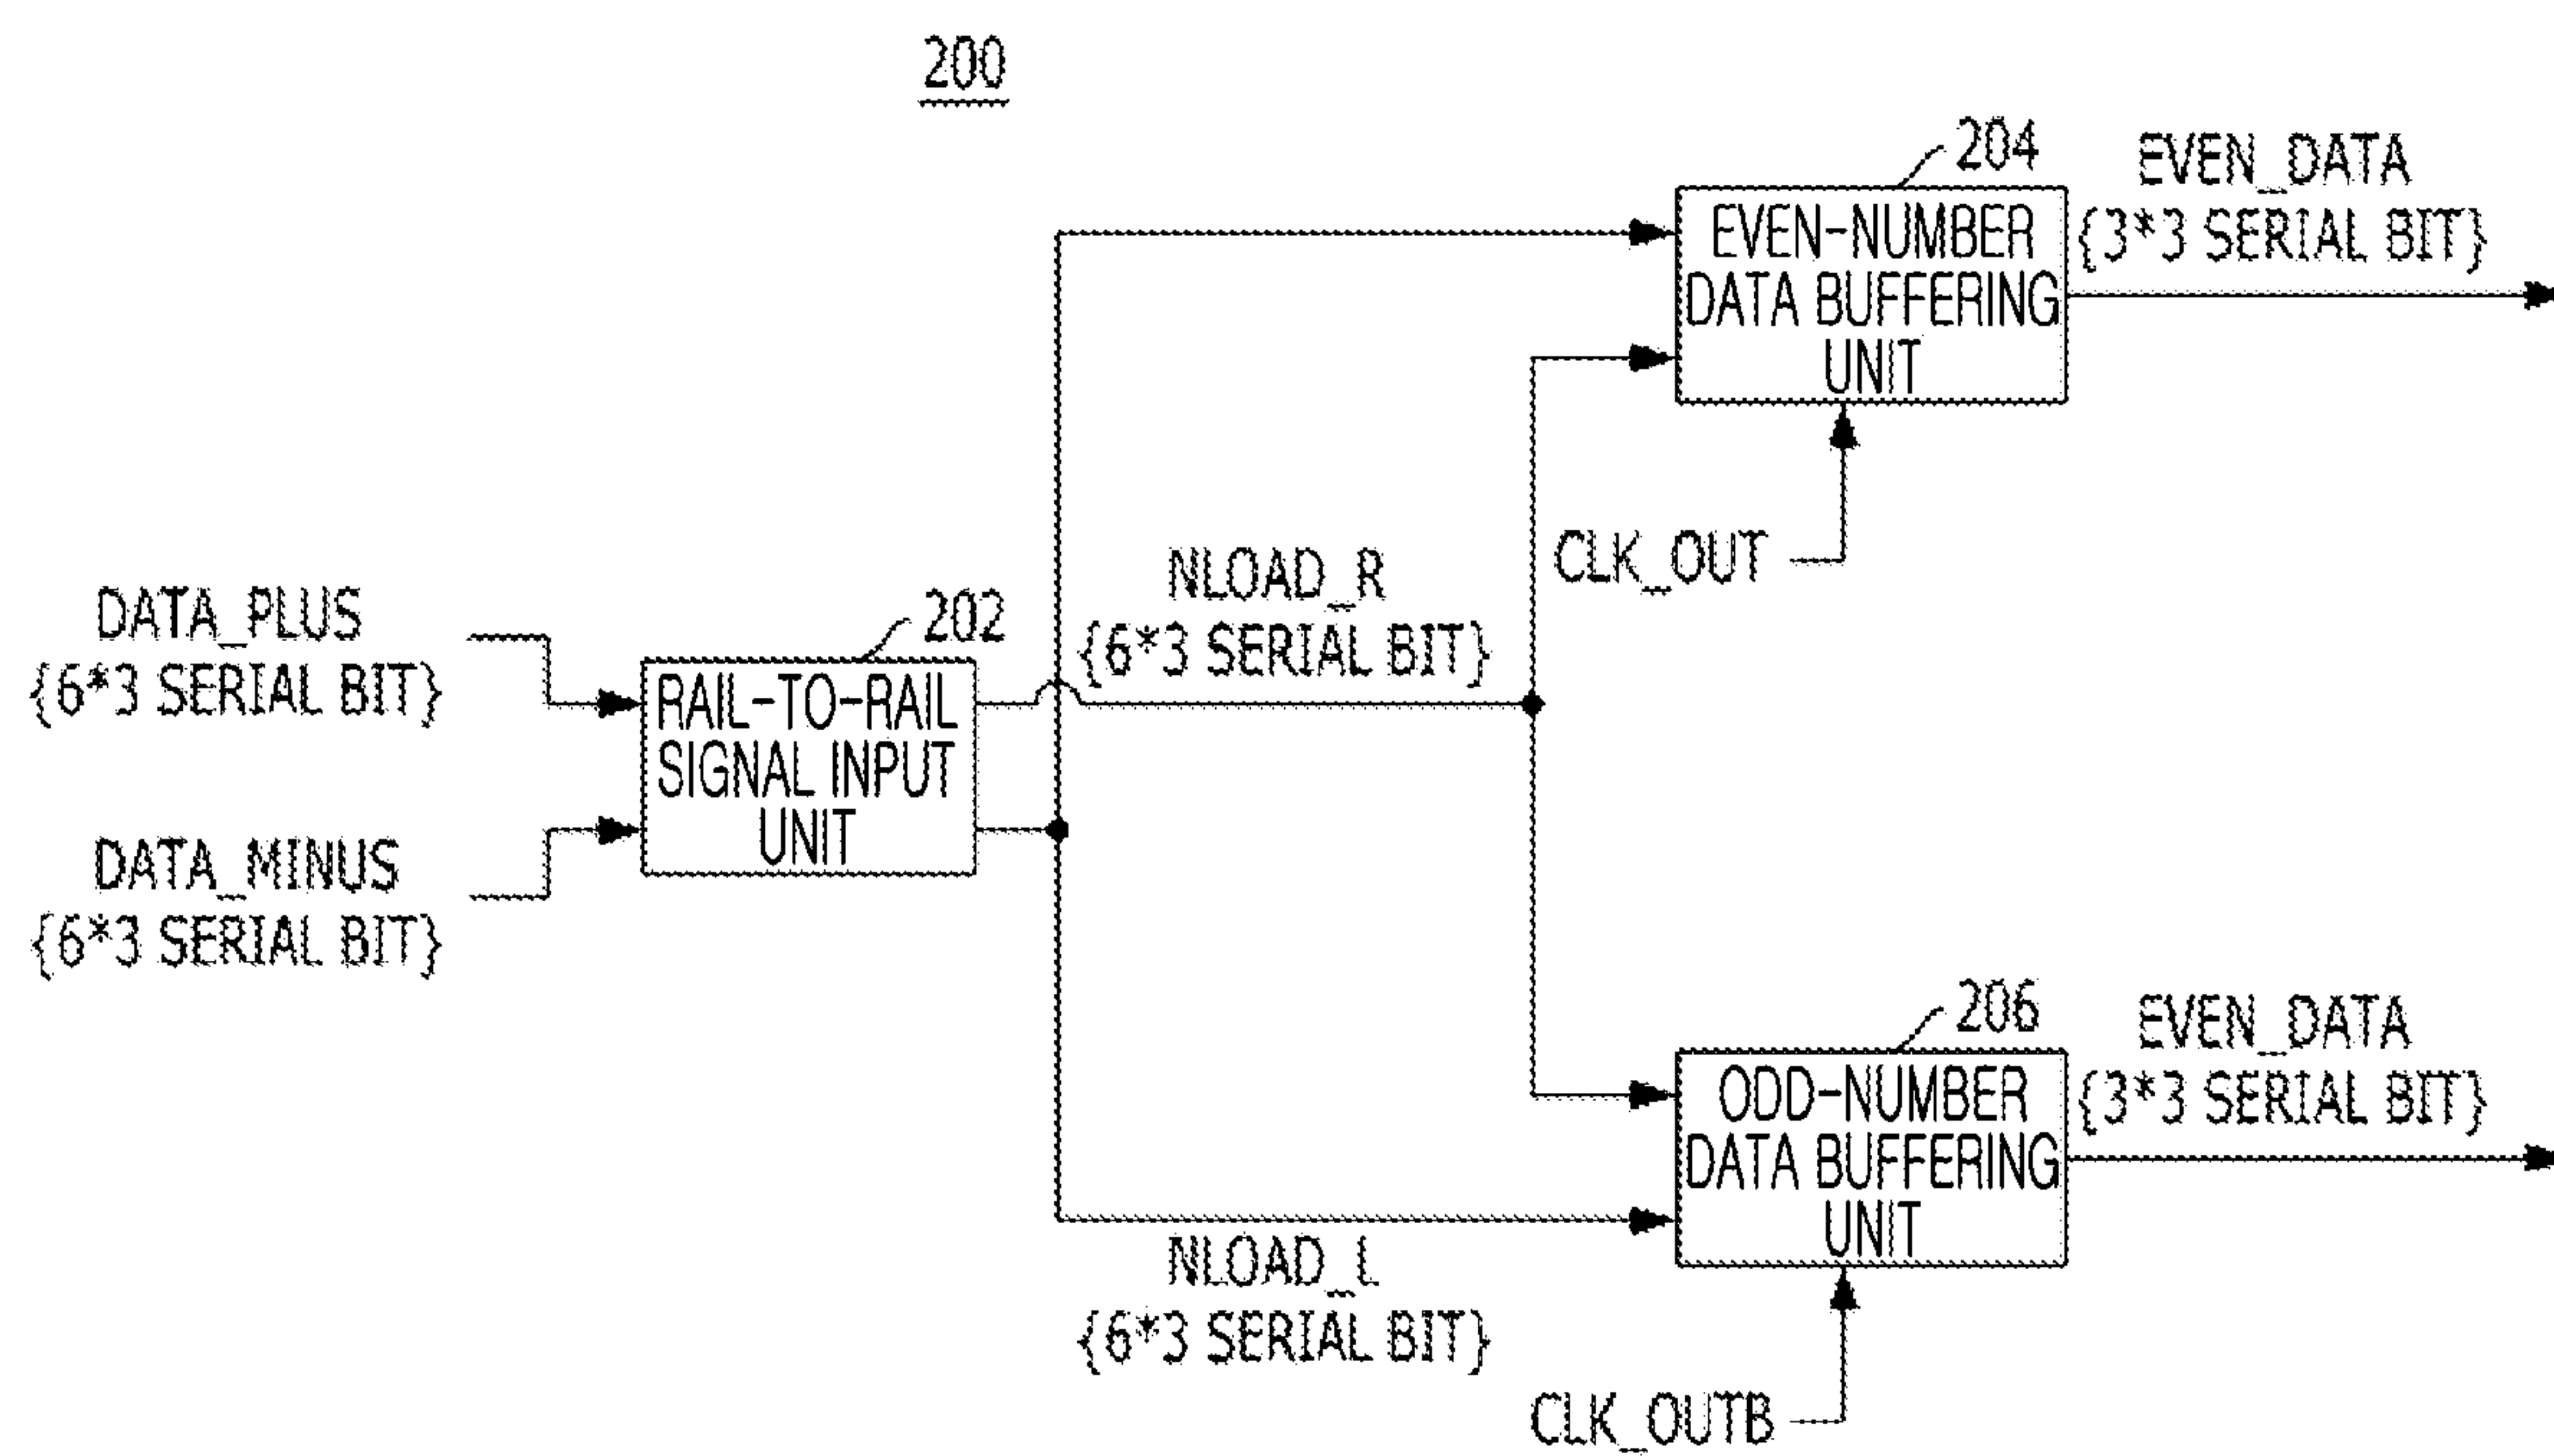 200
204
EVEN-NUMBER
DATA BUFFERING
UNIT
EVEN_DATA
{3*3 SERIAL BIT}
CLK_OUT
DATA_PLUS
{6*3 SERIAL BIT}
DATA_MINUS
{6*3 SERIAL BIT}
202
RAIL-TO-RAIL
SIGNAL INPUT
UNIT
NLOAD_R
{6*3 SERIAL BIT}
206
ODD-NUMBER
DATA BUFFERING
UNIT
EVEN_DATA
{3*3 SERIAL BIT}
NLOAD_L
{6*3 SERIAL BIT}
CLK_OUTB